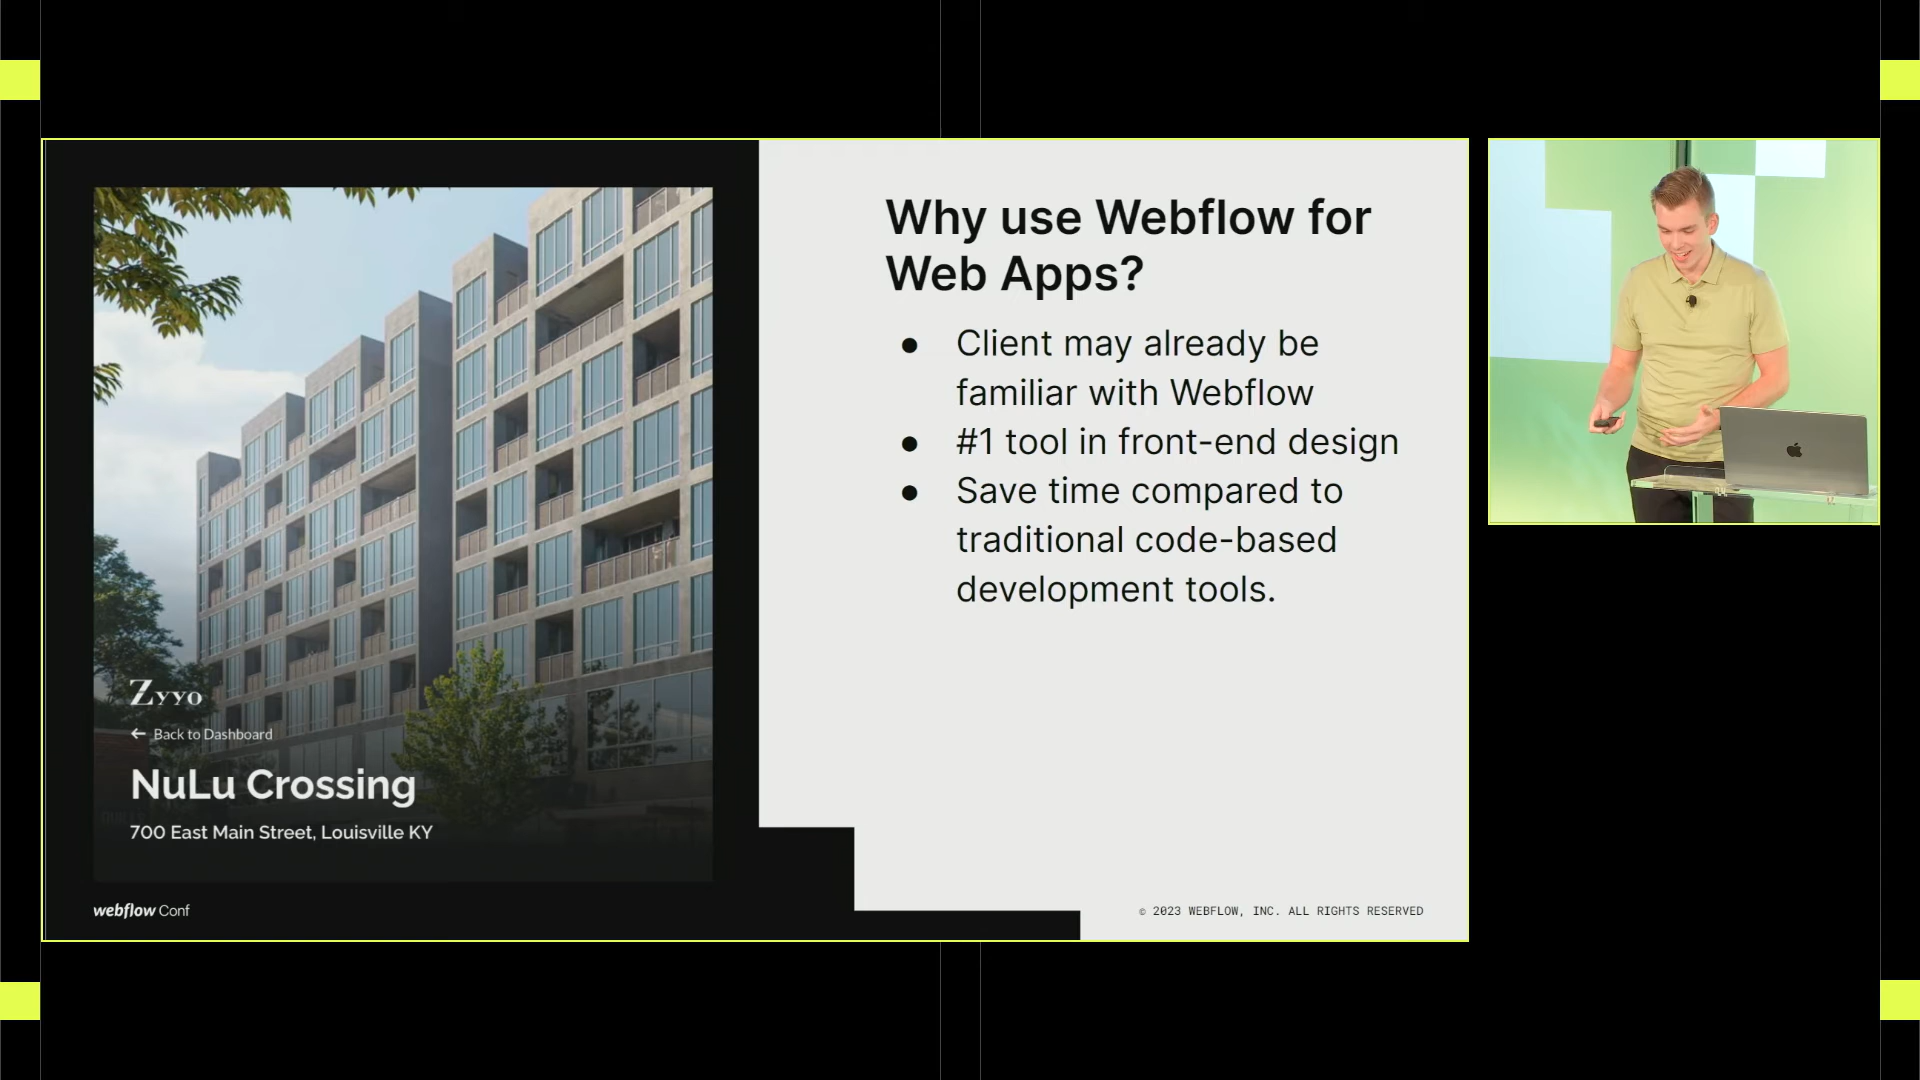 Why use Webflow for
Web Apps?
● Client may already be
familiar with Webflow
● #1 tool in front-end design
● Save time compared to
traditional code-based
development tools.
Zyyo
← Back to Dashboard
NuLu Crossing
700 East Main Street, Louisville KY
webflow Conf
© 2023 WEBFLOW, INC. ALL RIGHTS RESERVED